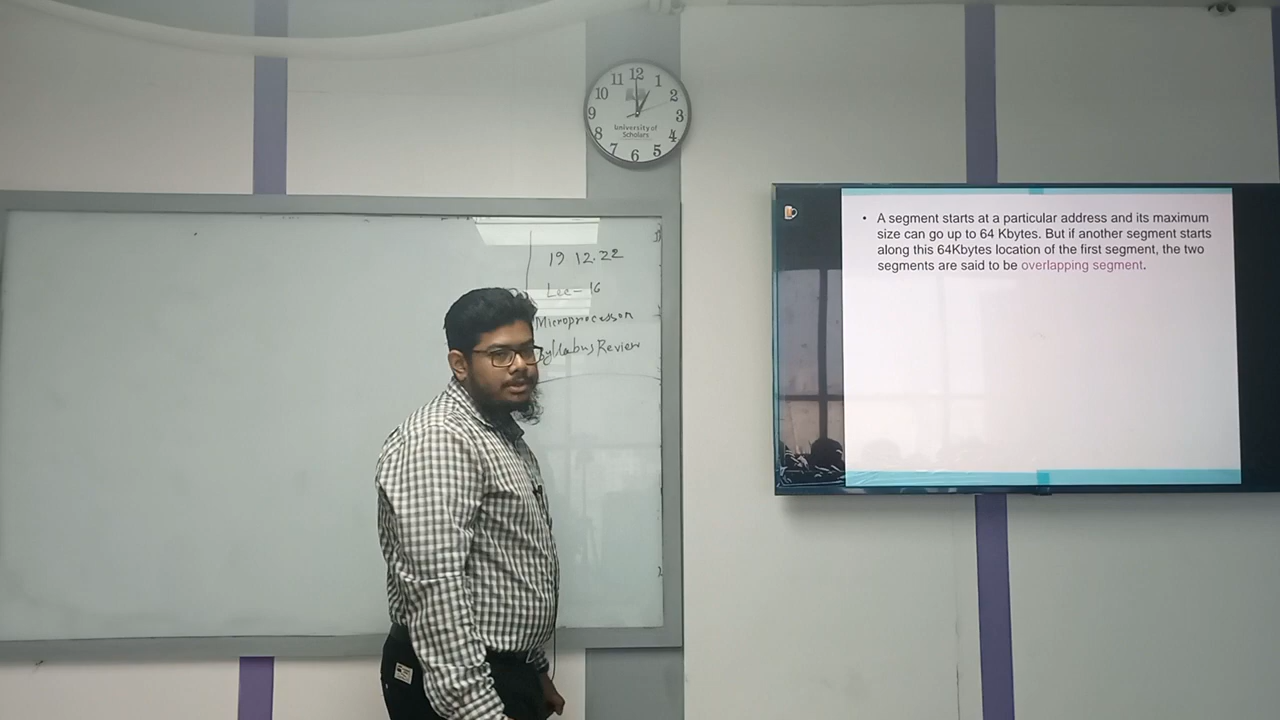 12
1
2
3
4
5
6
7
8
9
10
11
University of
Scholars
19 12.22
Lec-16
Microprocesson
Syllabus Review
• A segment starts at a particular address and its maximum
size can go up to 64 Kbytes. But if another segment starts
along this 64Kbytes location of the first segment, the two
segments are said to be overlapping segment.